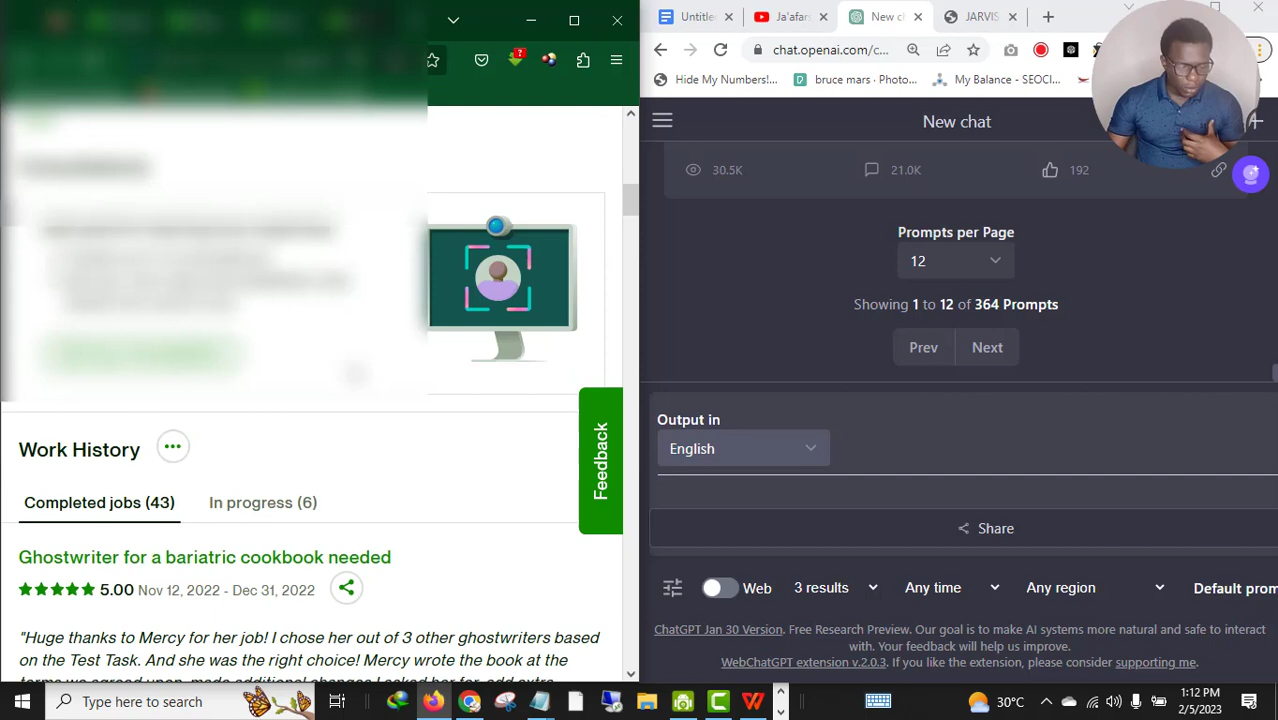 Untitle
Ja'afars
New c
JARVIS
chat.openai.com/c...
Hide My Numbers!...
bruce mars · Photo...
My Balance - SEOCl...
New chat
30.5K
21.0K
192
Prompts per Page
12
Showing 1 to 12 of 364 Prompts
Prev
Next
Output in
English
Share
Web
3 results
Any time
Any region
Default prom
ChatGPT Jan 30 Version. Free Research Preview. Our goal is to make AI systems more natural and safe to interact
with. Your feedback will help us improve.
WebChatGPT extension v.2.0.3. If you like the extension, please consider supporting me.
Feedback
Work History
Completed jobs (43)
In progress (6)
Ghostwriter for a bariatric cookbook needed
5.00 Nov 12, 2022 - Dec 31, 2022
"Huge thanks to Mercy for her job! I chose her out of 3 other ghostwriters based
on the Test Task. And she was the right choice! Mercy wrote the book at the
Type here to search
30°C
1:12 PM
2/5/2023